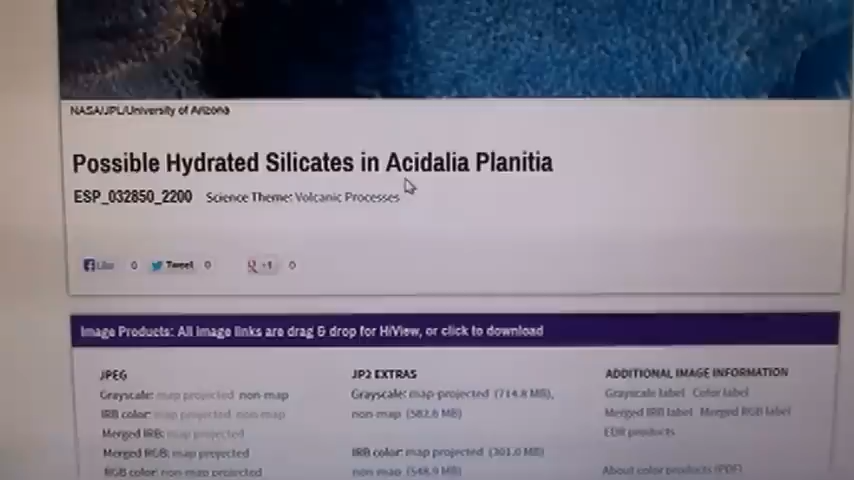 NASA/JPL/University of Arizona
Possible Hydrated Silicates in Acidalia Planitia
ESP_032850_2200 Science Theme: Volcanic Processes
Like 0 Tweet 0 +1 0
Image Products: All image links are drag & drop for HiView, or click to download
JPEG
Grayscale: map projected non-map
IRB color: map projected non-map
Merged IRB: map projected
Merged RGB: map projected
RGB color: non-map projected
JP2 EXTRAS
Grayscale: map-projected (714.8 MB),
non-map (582.6 MB)
IRB color: map projected (301.0 MB)
non-map (548.9 MB)
ADDITIONAL IMAGE INFORMATION
Grayscale label Color label
Merged IRB label Merged RGB label
EDR products
About color products (PDF)